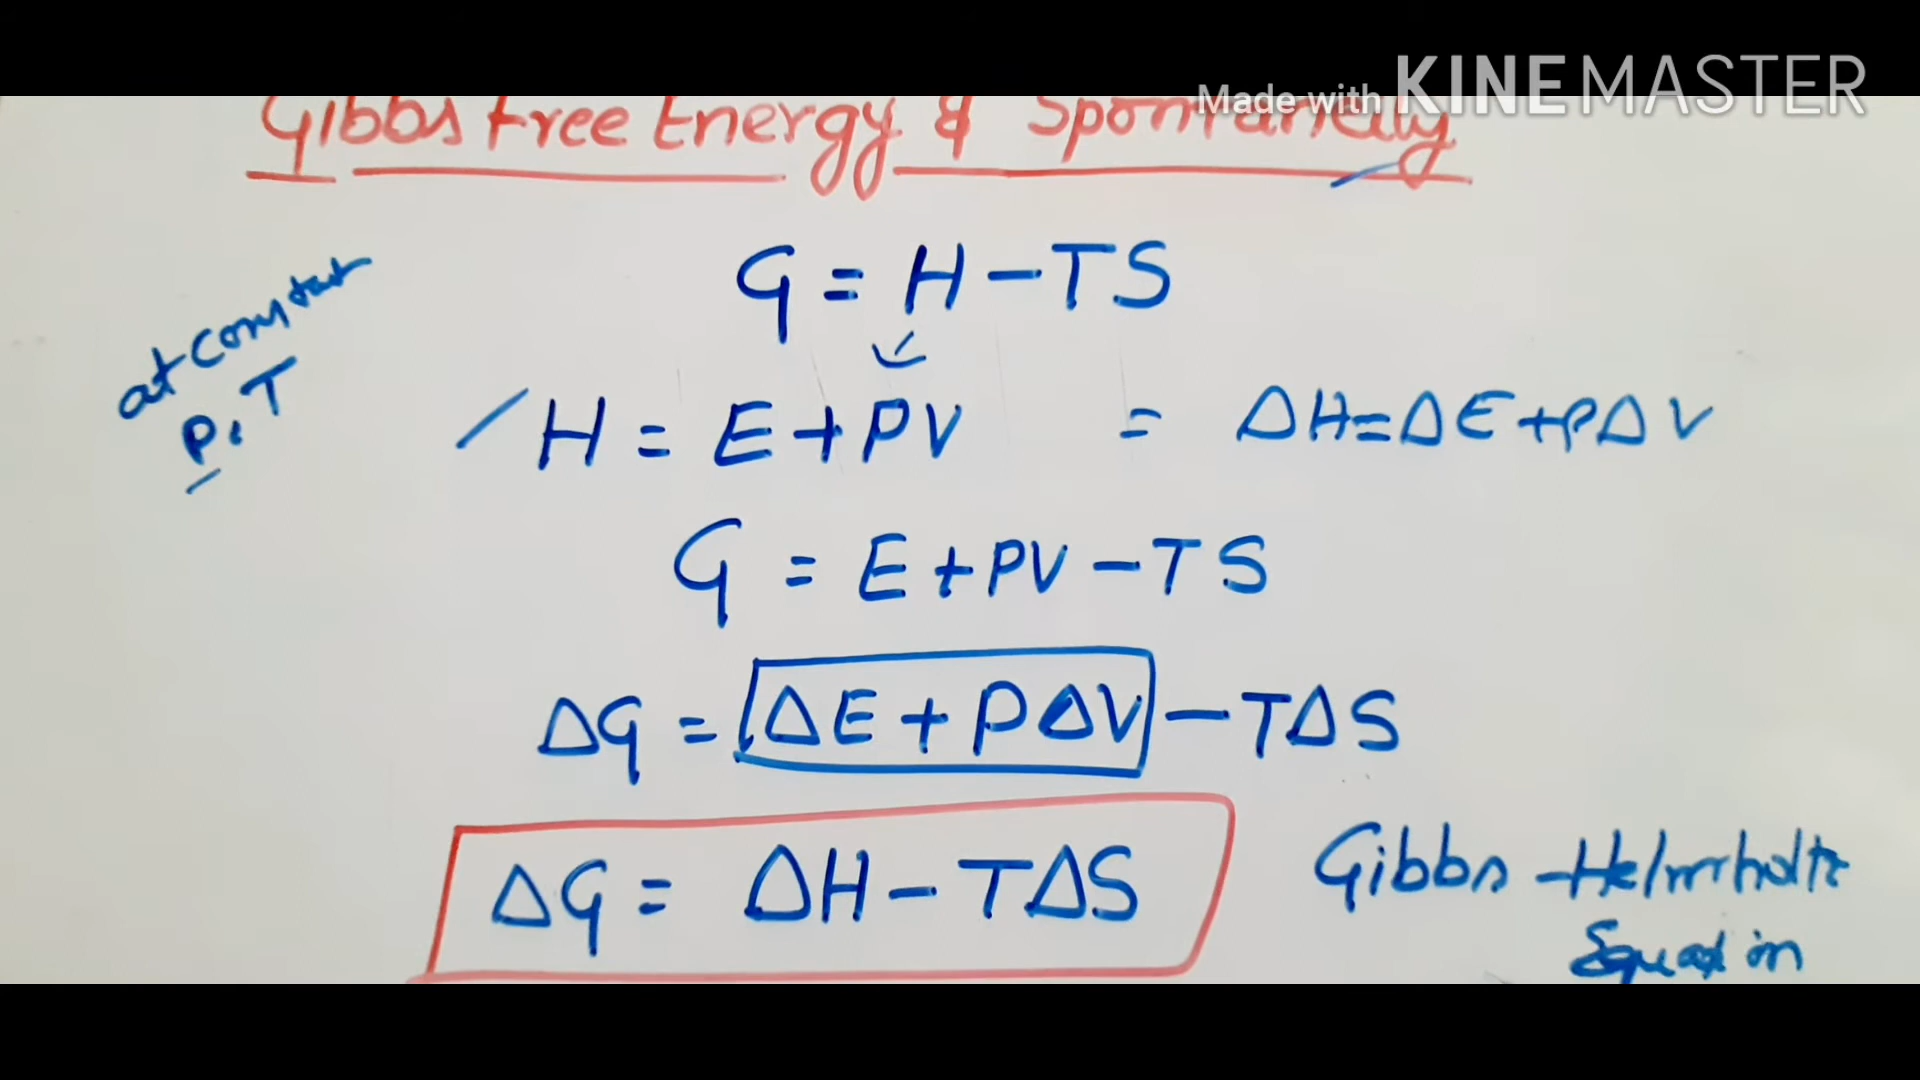 Made with KINEMASTER
Gibbs Free Energy & Spontaneity
G = H - TS
at constant
P, T
H = E + PV = ΔH = ΔE + PΔV
G = E + PV - TS
ΔG = ΔE + PΔV - TΔS
ΔG = ΔH - TΔS
Gibbs - Helmholtz
Equation